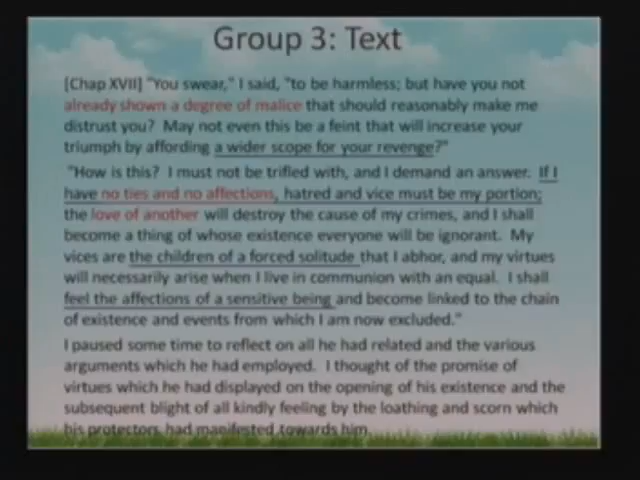 Group 3: Text
[Chap XVII] "You swear," I said, "to be harmless; but have you not
already shown a degree of malice that should reasonably make me
distrust you? May not even this be a feint that will increase your
triumph by affording a wider scope for your revenge?"
"How is this? I must not be trifled with, and I demand an answer. If I
have no ties and no affections, hatred and vice must be my portion;
the love of another will destroy the cause of my crimes, and I shall
become a thing of whose existence everyone will be ignorant. My
vices are the children of a forced solitude that I abhor, and my virtues
will necessarily arise when I live in communion with an equal. I shall
feel the affections of a sensitive being and become linked to the chain
of existence and events from which I am now excluded."
I paused some time to reflect on all he had related and the various
arguments which he had employed. I thought of the promise of
virtues which he had displayed on the opening of his existence and the
subsequent blight of all kindly feeling by the loathing and scorn which
his protectors had manifested towards him.